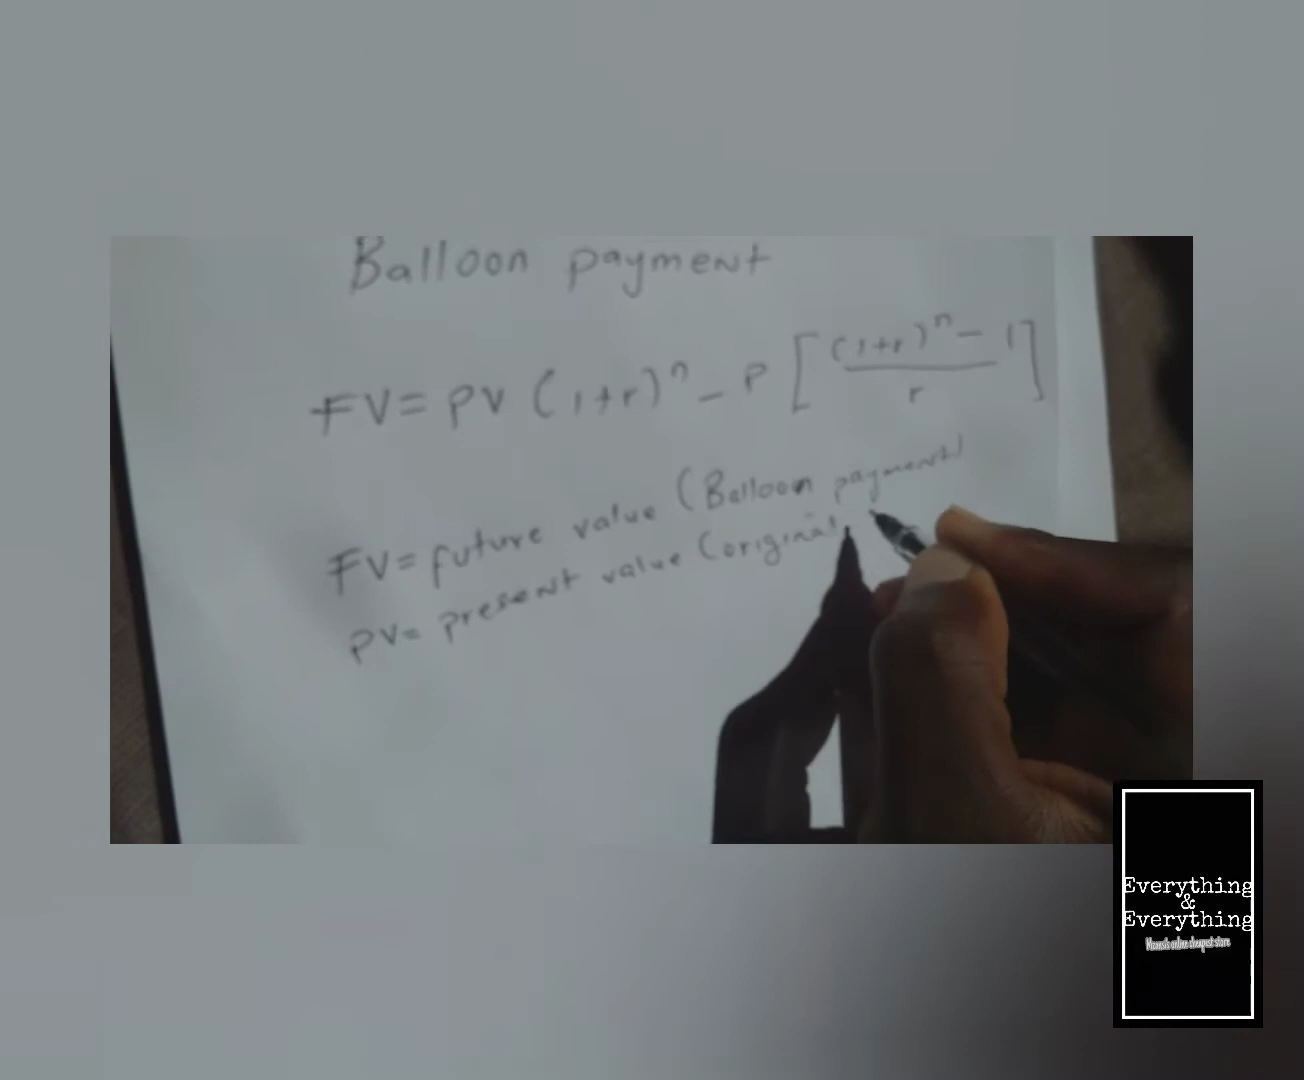 Balloon payment
FV = PV (1+r)^n - P [((1+r)^n - 1)/r]
FV = future value (Balloon payment)
PV = present value (original
Everything
&
Everything